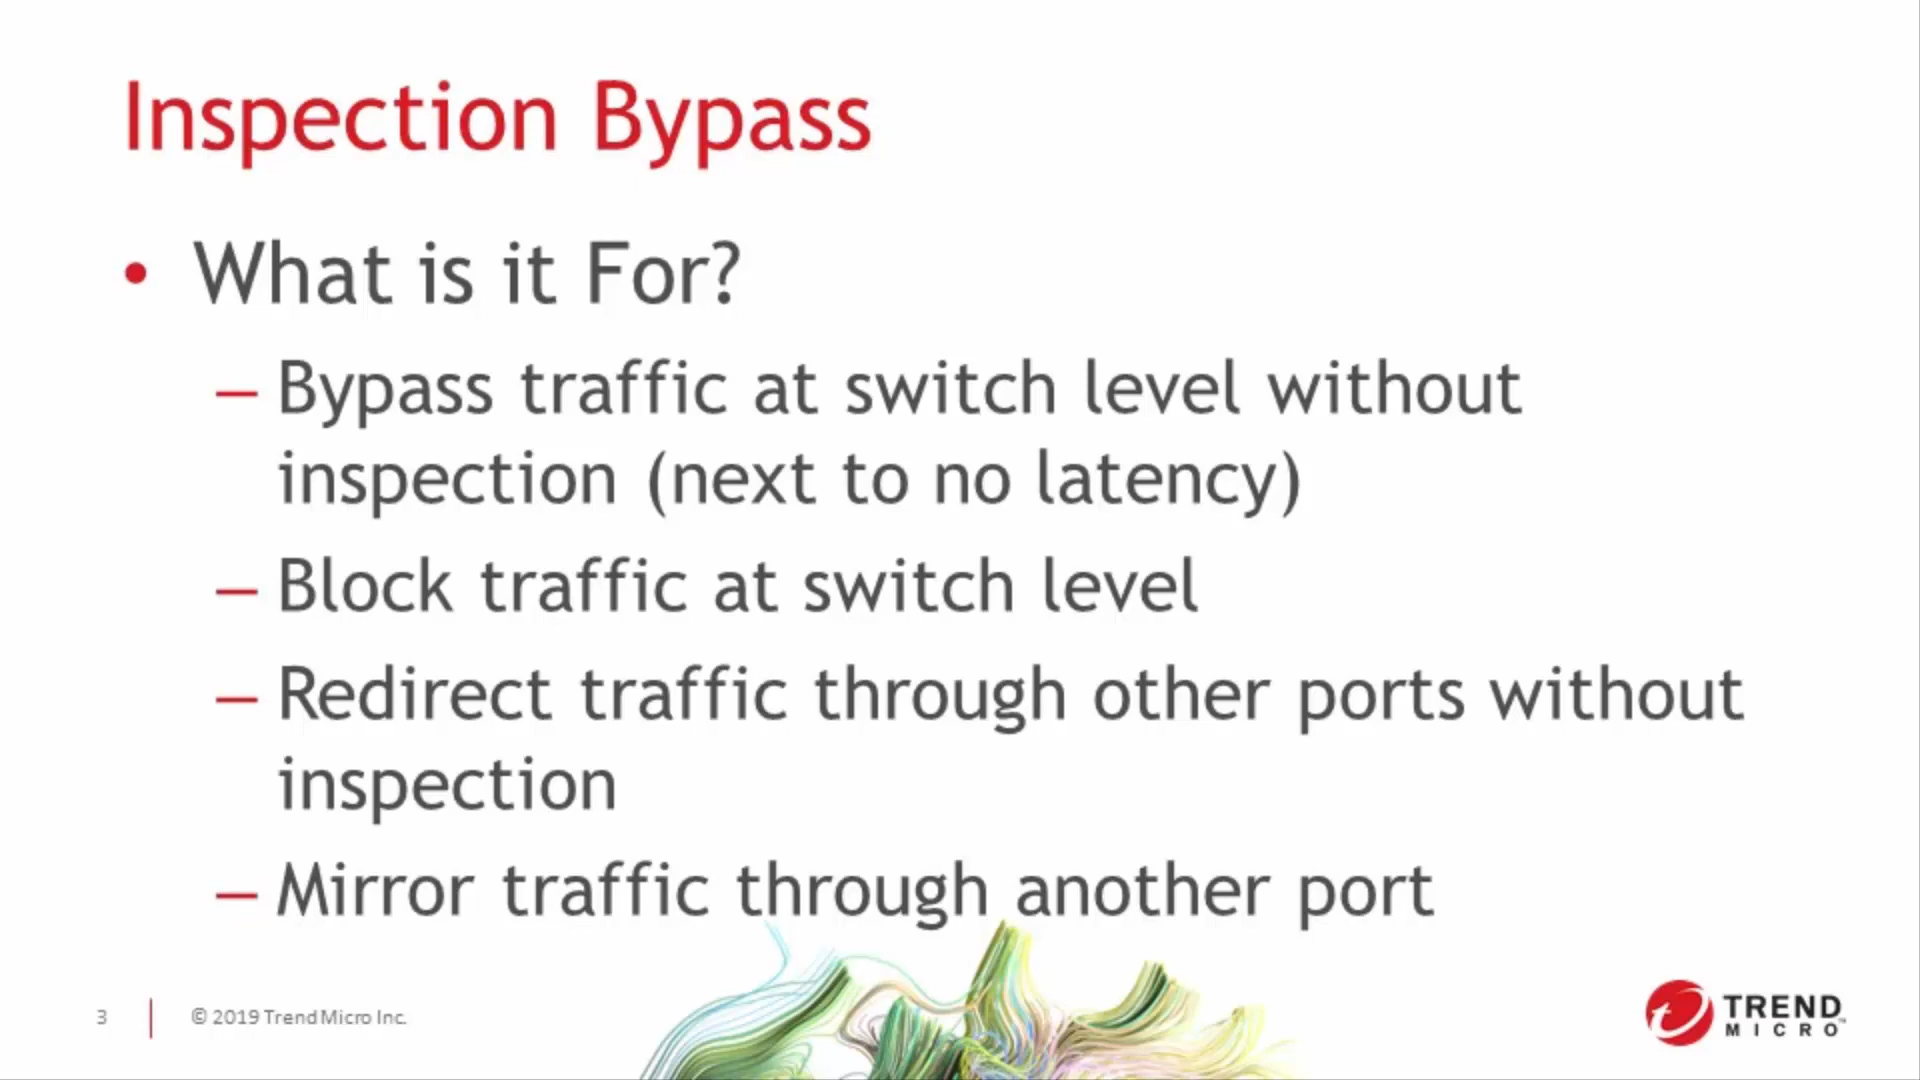 Inspection Bypass
• What is it For?
– Bypass traffic at switch level without
inspection (next to no latency)
– Block traffic at switch level
– Redirect traffic through other ports without
inspection
– Mirror traffic through another port
3
© 2019 Trend Micro Inc.
TREND
MICRO™